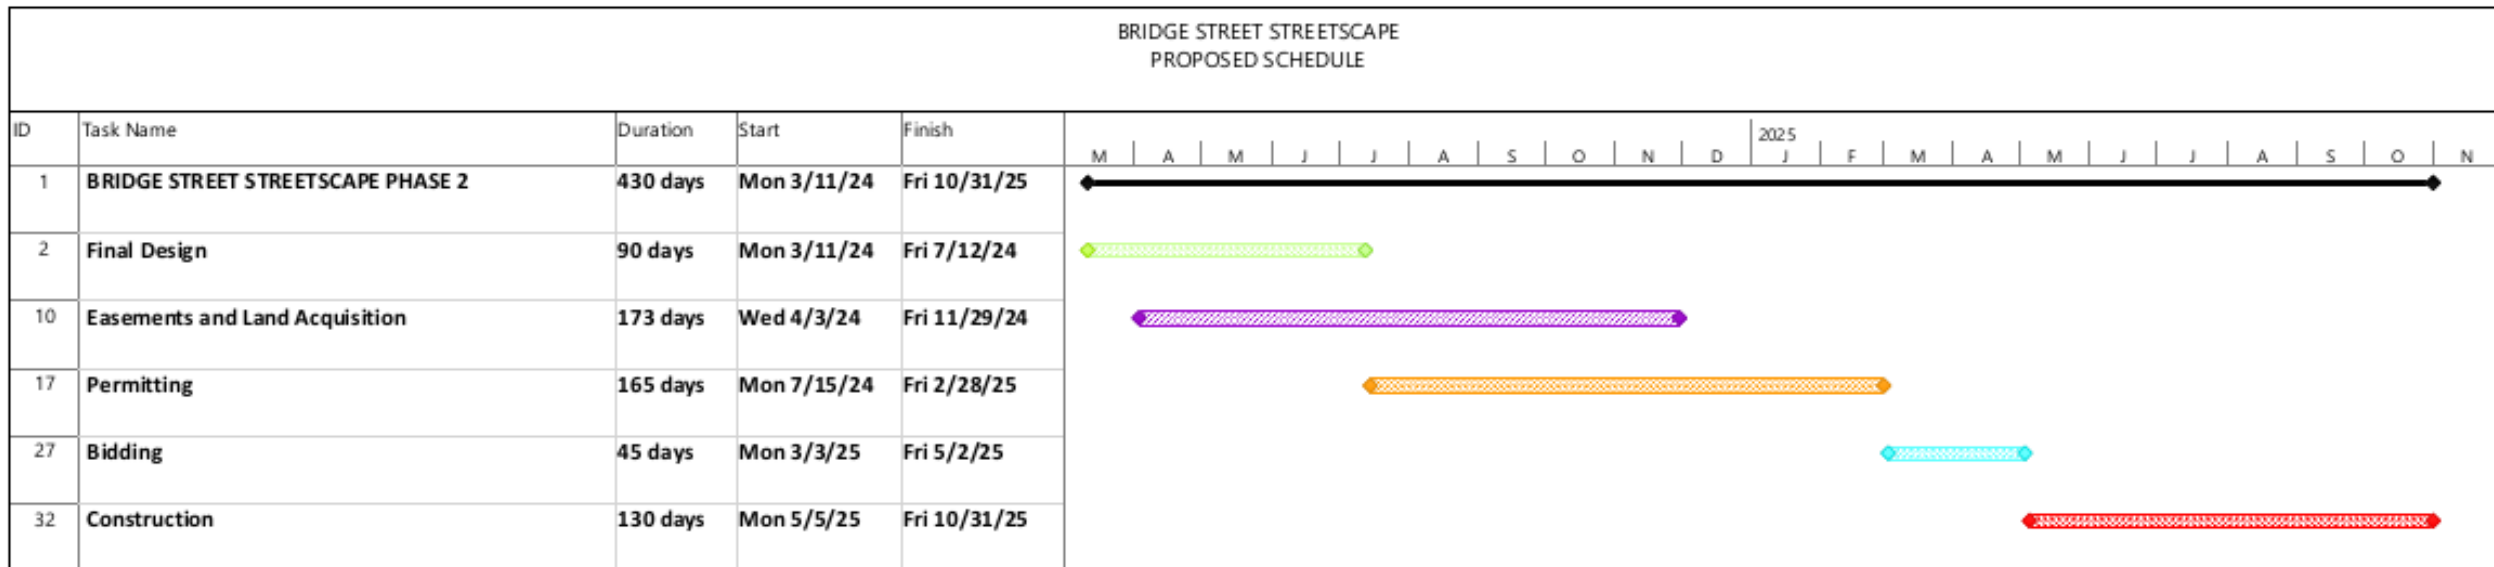 BRIDGE STREET STREETSCAPE
PROPOSED SCHEDULE
ID Task Name Duration Start Finish 2025
M A M J J A S O N D J F M A M J J A S O N
1 BRIDGE STREET STREETSCAPE PHASE 2 430 days Mon 3/11/24 Fri 10/31/25
2 Final Design 90 days Mon 3/11/24 Fri 7/12/24
10 Easements and Land Acquisition 173 days Wed 4/3/24 Fri 11/29/24
17 Permitting 165 days Mon 7/15/24 Fri 2/28/25
27 Bidding 45 days Mon 3/3/25 Fri 5/2/25
32 Construction 130 days Mon 5/5/25 Fri 10/31/25